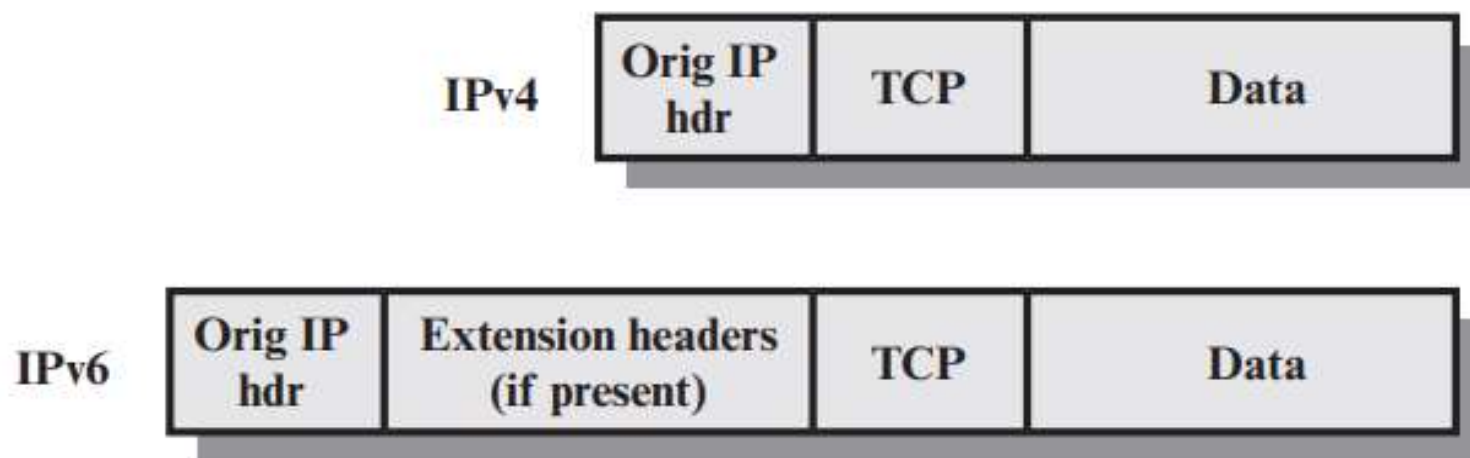 IPv4
Orig IP
hdr
TCP
Data
IPv6
Orig IP
hdr
Extension headers
(if present)
TCP
Data